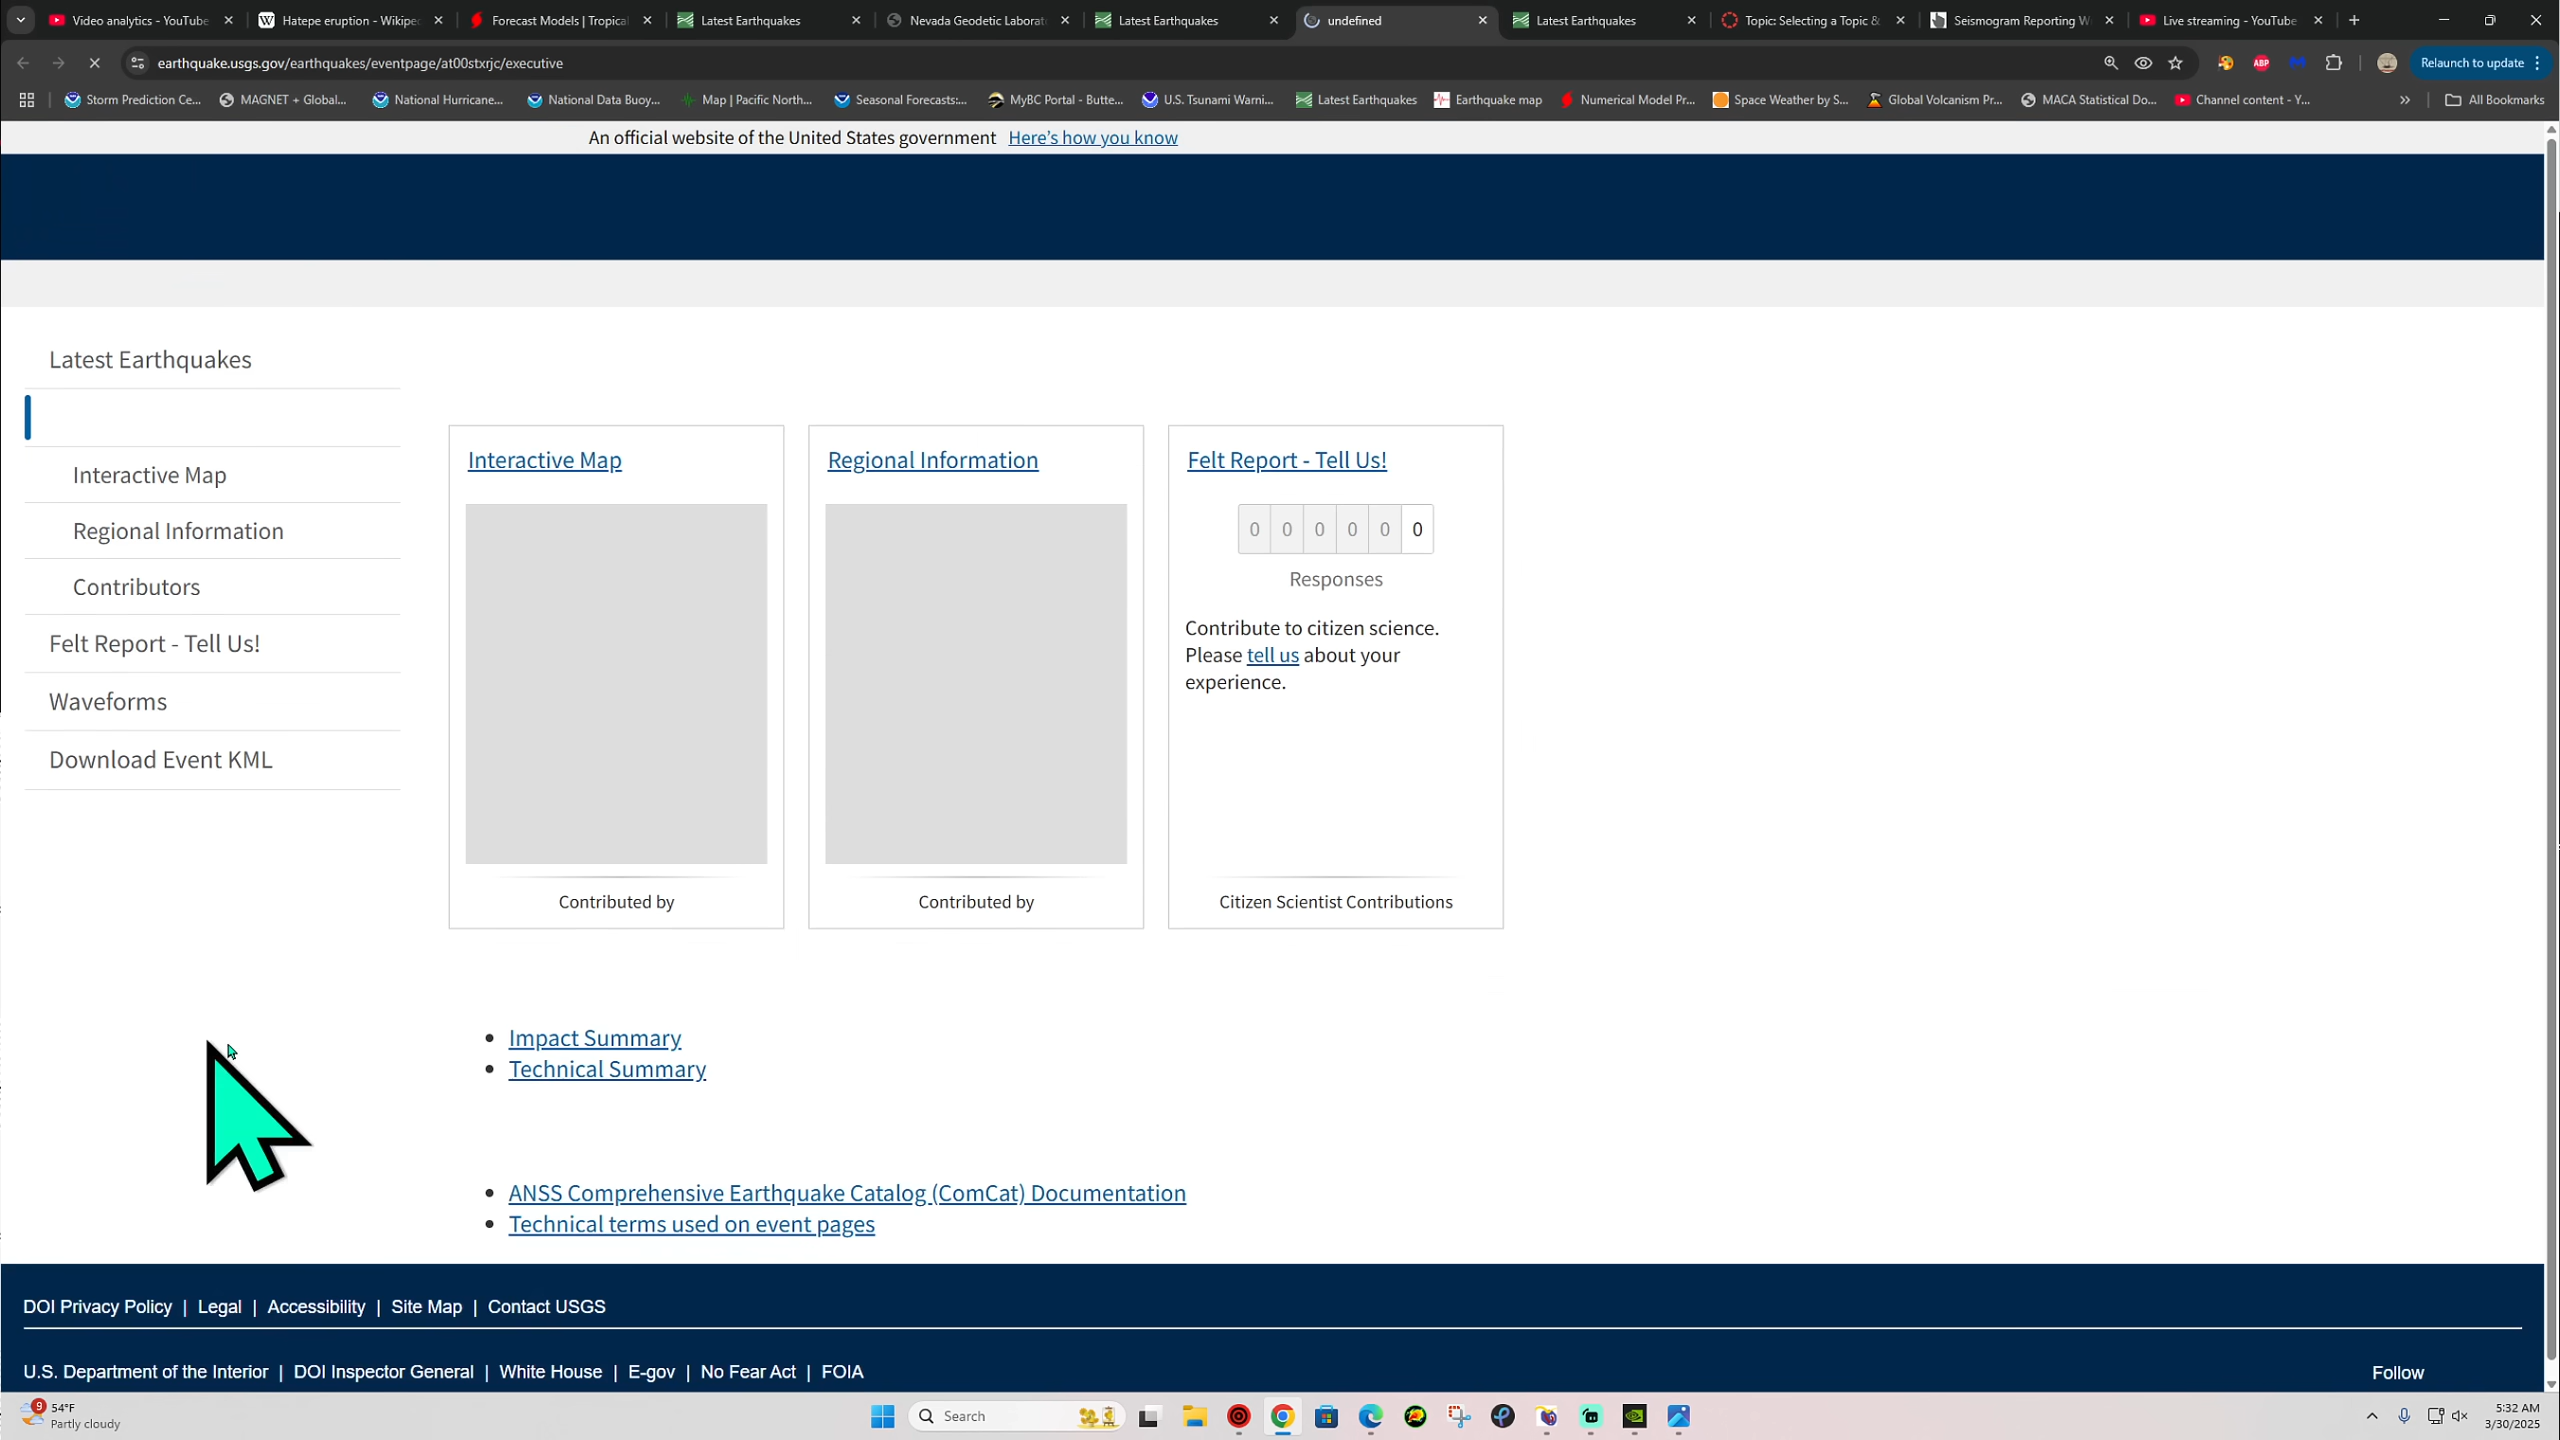 Video analytics - YouTube
Hatepe eruption - Wikipe
Forecast Models | Tropical
Latest Earthquakes
Nevada Geodetic Laborat
Latest Earthquakes
undefined
Latest Earthquakes
Topic: Selecting a Topic &
Seismogram Reporting W
Live streaming - YouTube
earthquake.usgs.gov/earthquakes/eventpage/at00stxrjc/executive
ABP
Relaunch to update
Storm Prediction Ce...
MAGNET + Global...
National Hurricane...
National Data Buoy...
Map | Pacific North...
Seasonal Forecasts:...
MyBC Portal - Butte...
U.S. Tsunami Warni...
Latest Earthquakes
Earthquake map
Numerical Model Pr...
Space Weather by S...
Global Volcanism Pr...
MACA Statistical Do...
Channel content - Y...
All Bookmarks
An official website of the United States government Here's how you know
Latest Earthquakes
Interactive Map
Regional Information
Contributors
Felt Report - Tell Us!
Waveforms
Download Event KML
Interactive Map
Contributed by
Regional Information
Contributed by
Felt Report - Tell Us!
0 0 0 0 0 0
Responses
Contribute to citizen science.
Please tell us about your
experience.
Citizen Scientist Contributions
Impact Summary
Technical Summary
ANSS Comprehensive Earthquake Catalog (ComCat) Documentation
Technical terms used on event pages
DOI Privacy Policy | Legal | Accessibility | Site Map | Contact USGS
U.S. Department of the Interior | DOI Inspector General | White House | E-gov | No Fear Act | FOIA
Follow
9
54°F
Partly cloudy
Search
5:32 AM
3/30/2025